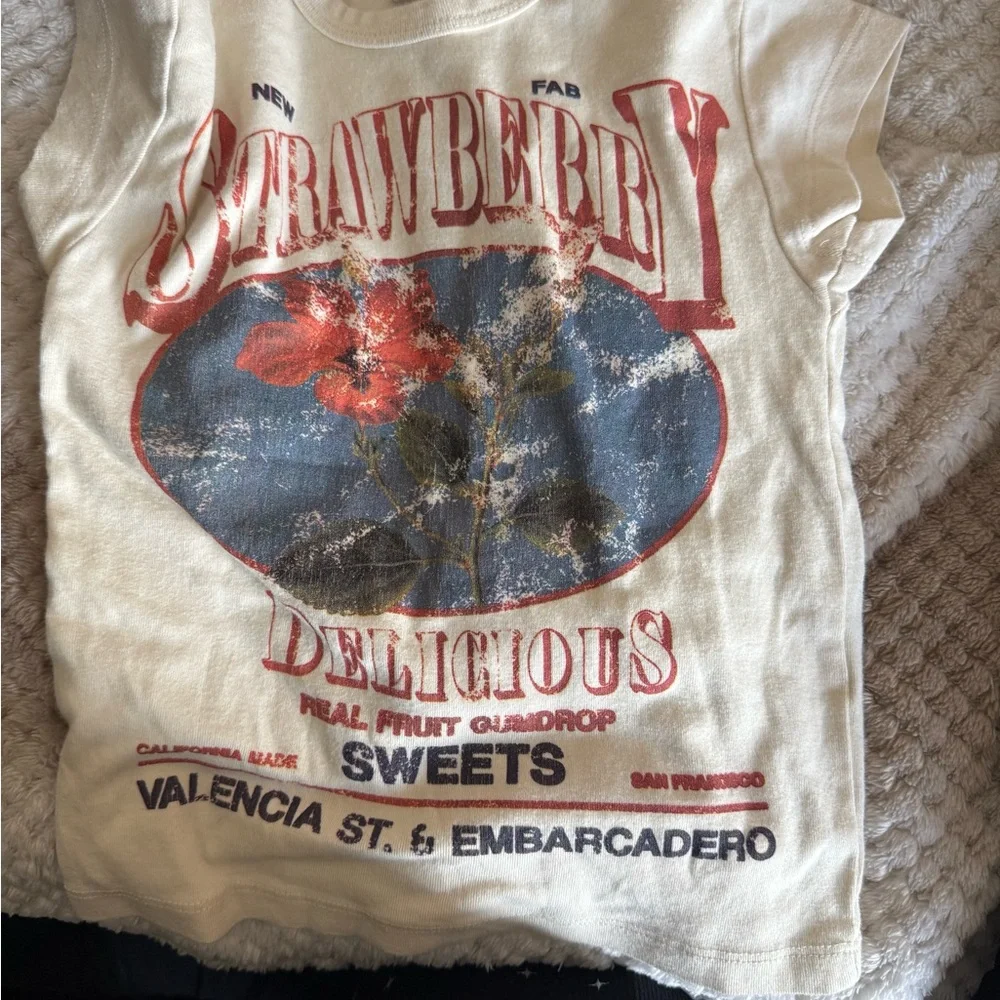 NEW FAB
STRAWBERRY
DELICIOUS
REAL FRUIT GUMDROP
CALIFORNIA MADE SWEETS SAN FRANCISCO
VALENCIA ST. & EMBARCADERO